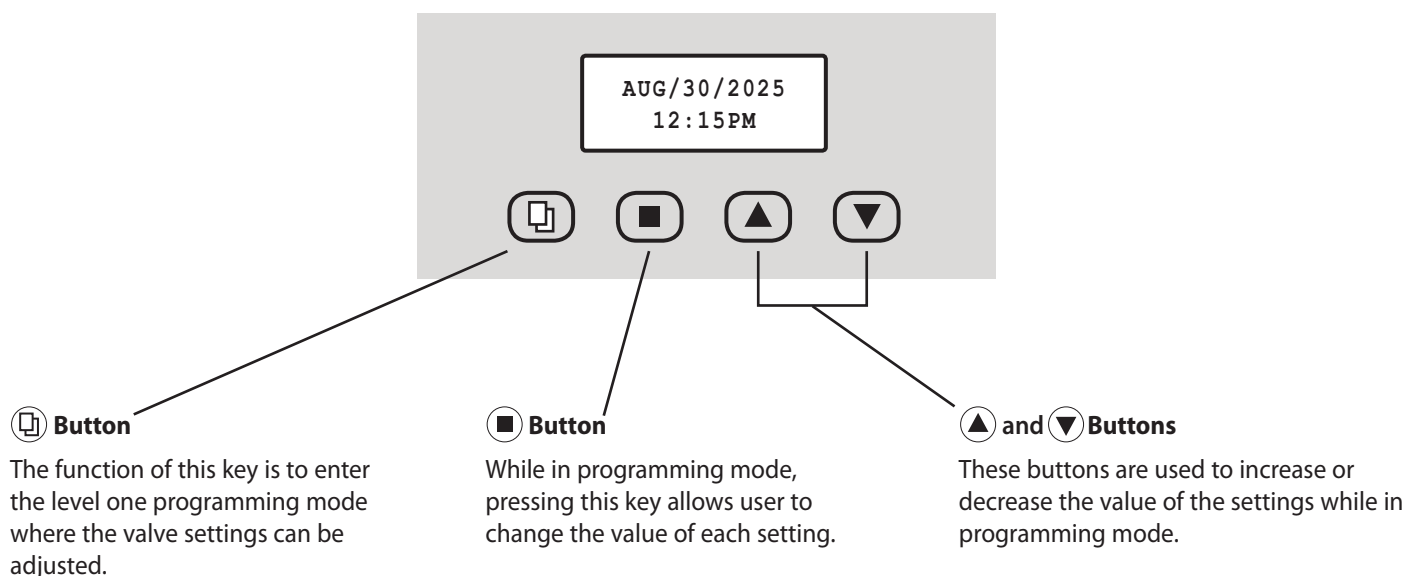 AUG/30/2025
12:15PM
Button
The function of this key is to enter
the level one programming mode
where the valve settings can be
adjusted.
Button
While in programming mode,
pressing this key allows user to
change the value of each setting.
▲ and ▼ Buttons
These buttons are used to increase or
decrease the value of the settings while in
programming mode.